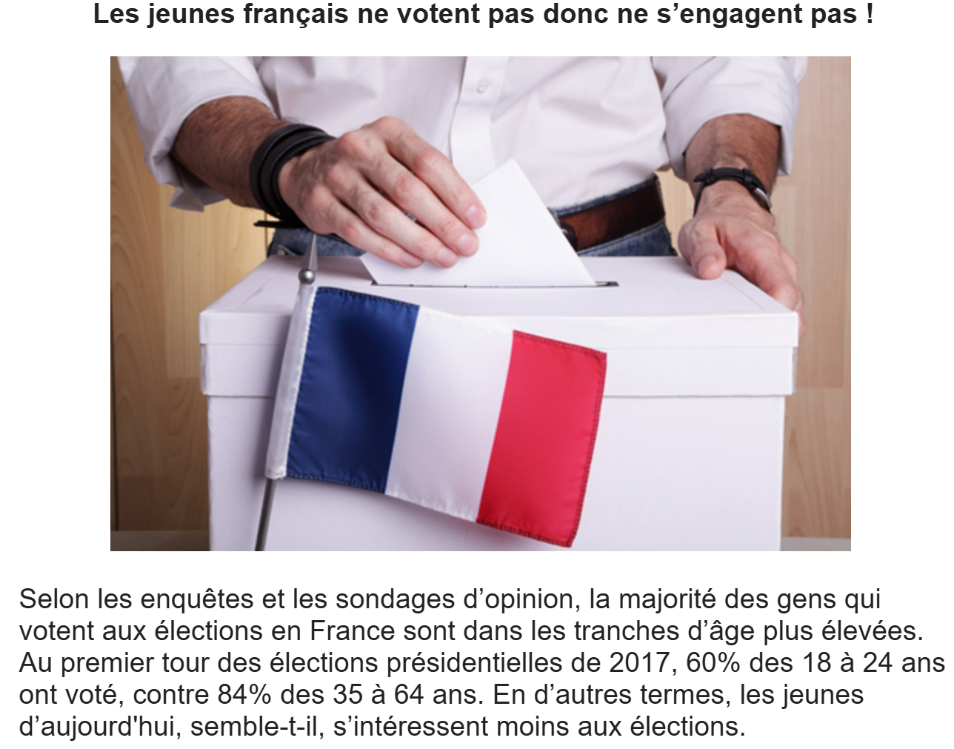 Les jeunes français ne votent pas donc ne s’engagent pas !
Selon les enquêtes et les sondages d’opinion, la majorité des gens qui
votent aux élections en France sont dans les tranches d’âge plus élevées.
Au premier tour des élections présidentielles de 2017, 60% des 18 à 24 ans
ont voté, contre 84% des 35 à 64 ans. En d’autres termes, les jeunes
d’aujourd'hui, semble-t-il, s’intéressent moins aux élections.